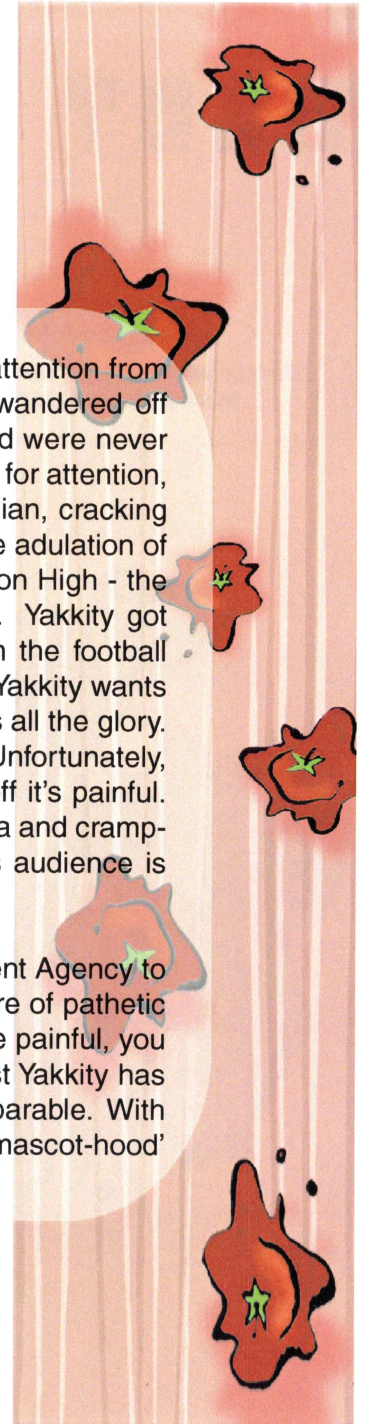 attention from
wandered off
d were never
for attention,
ian, cracking
e adulation of
on High - the
. Yakkity got
n the football
Yakkity wants
s all the glory.
Unfortunately,
ff it's painful.
a and cramp-
s audience is
ent Agency to
re of pathetic
e painful, you
st Yakkity has
parable. With
mascot-hood'